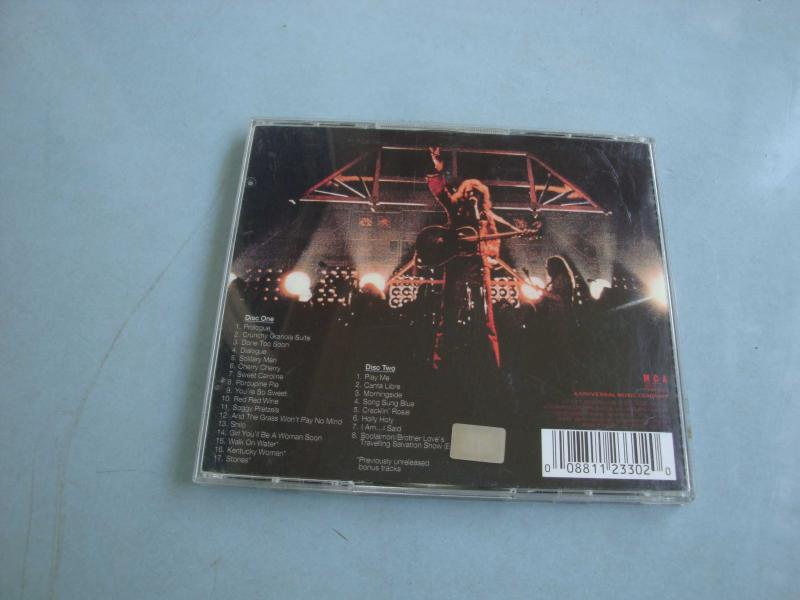 Disc One
1. Prologue
2. Crunchy Granola Suite
3. Done Too Soon
4. Dialogue
5. Solitary Man
6. Cherry Cherry
7. Sweet Caroline
8. Porcupine Pie
9. You're So Sweet
10. Red Red Wine
11. Soggy Pretzels
12. And The Grass Won't Pay No Mind
13. Shilo
14. Girl You'll Be A Woman Soon
15. Walk On Water*
16. Kentucky Woman*
17. Stones*
Disc Two
1. Play Me
2. Canta Libre
3. Morningside
4. Song Sung Blue
5. Cracklin' Rosie
6. Holly Holy
7. I Am...I Said
8. Soolaimon/Brother Love's
Travelling Salvation Show (E
*Previously unreleased
bonus tracks
MCA
A UNIVERSAL MUSIC COMPANY
0 08811 23302 0